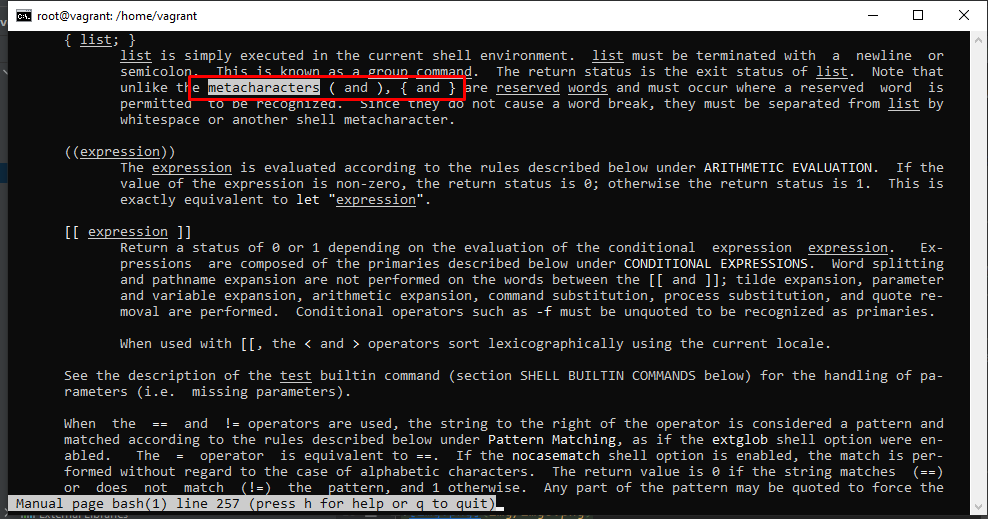 root@vagrant: /home/vagrant
{ list; }
list is simply executed in the current shell environment.  list must be terminated with  a  newline  or
semicolon.  This is known as a group command.  The return status is the exit status of list.  Note that
unlike the metacharacters ( and ), { and } are reserved words and must occur where a reserved  word  is
permitted  to be recognized.  Since they do not cause a word break, they must be separated from list by
whitespace or another shell metacharacter.
((expression))
The expression is evaluated according to the rules described below under ARITHMETIC EVALUATION.  If the
value of the expression is non-zero, the return status is 0; otherwise the return status is 1.  This is
exactly equivalent to let "expression".
[[ expression ]]
Return a status of 0 or 1 depending on the evaluation of the conditional  expression  expression.   Ex-
pressions  are composed of the primaries described below under CONDITIONAL EXPRESSIONS.  Word splitting
and pathname expansion are not performed on the words between the [[ and ]]; tilde expansion, parameter
and variable expansion, arithmetic expansion, command substitution, process substitution, and quote re-
moval are performed.  Conditional operators such as -f must be unquoted to be recognized as primaries.
When used with [[, the < and > operators sort lexicographically using the current locale.
See the description of the test builtin command (section SHELL BUILTIN COMMANDS below) for the handling of pa-
rameters (i.e.  missing parameters).
When  the  ==  and  != operators are used, the string to the right of the operator is considered a pattern and
matched according to the rules described below under Pattern Matching, as if the extglob shell option were en-
abled.   The  =  operator  is equivalent to ==.  If the nocasematch shell option is enabled, the match is per-
formed without regard to the case of alphabetic characters.  The return value is 0 if the string matches  (==)
or  does  not  match  (!=)  the  pattern, and 1 otherwise.  Any part of the pattern may be quoted to force the
Manual page bash(1) line 257 (press h for help or q to quit)